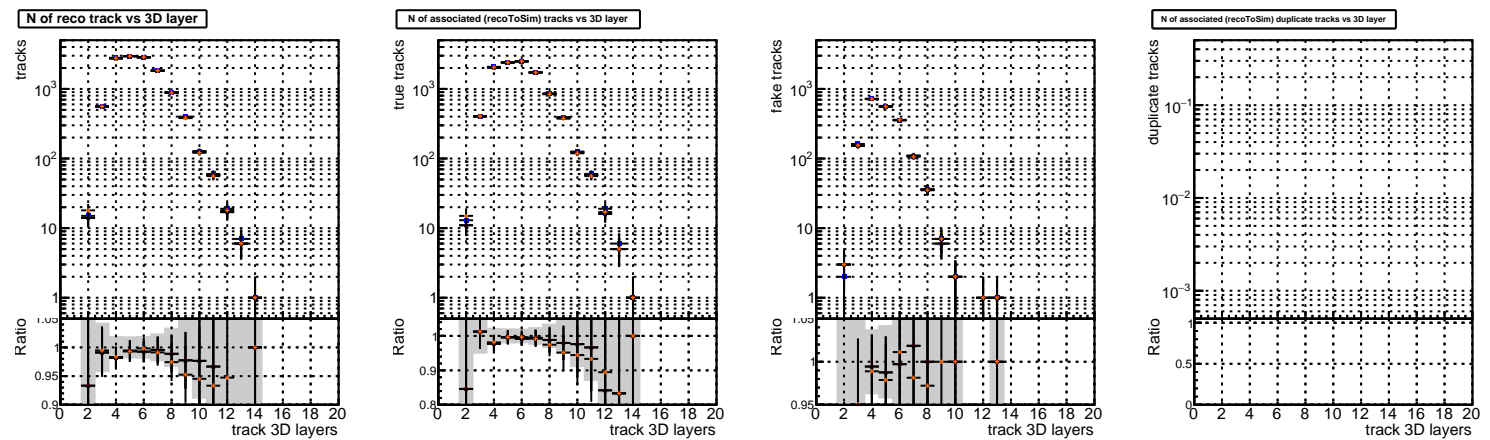 N of reco track vs 3D layer
tracks
10³
10²
10
1
Ratio
1.05
1
0.95
0.9
0 2 4 6 8 10 12 14 16 18 20
track 3D layers
N of associated (recoToSim) tracks vs 3D layer
true tracks
10³
10²
10
1
Ratio
1
0.9
0.8
0 2 4 6 8 10 12 14 16 18 20
track 3D layers
fake tracks
10³
10²
10
1
Ratio
1.05
1
0.95
0 2 4 6 8 10 12 14 16 18 20
track 3D layers
N of associated (recoToSim) duplicate tracks vs 3D layer
duplicate tracks
10⁻¹
10⁻²
10⁻³
Ratio
1
0.5
0
0 2 4 6 8 10 12 14 16 18 20
track 3D layers